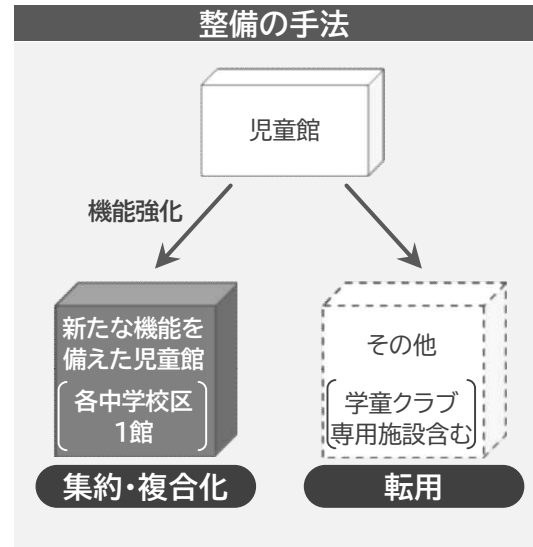 整備の手法
児童館
機能強化
新たな機能を
備えた児童館
各中学校区
1館
集約・複合化
その他
学童クラブ
専用施設含む
転用